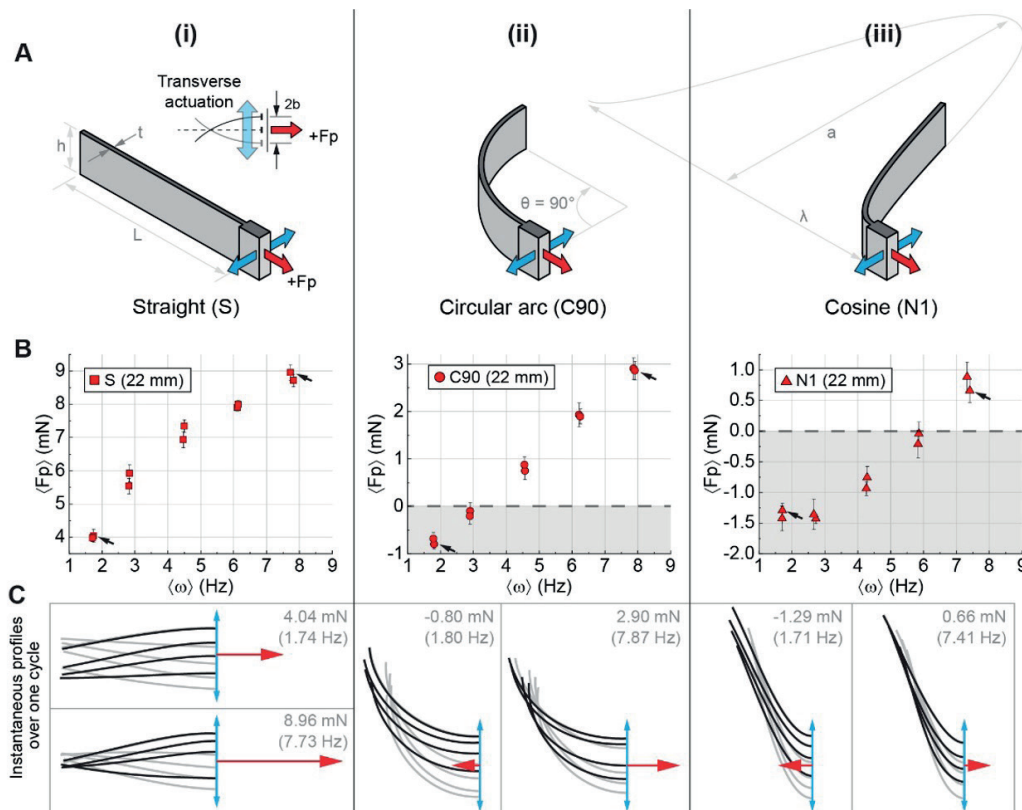 (i)
(ii)
(iii)
A
Transverse
actuation
2b
+Fp
t
h
L
+Fp
Straight (S)
θ = 90°
Circular arc (C90)
a
λ
Cosine (N1)
B
S (22 mm)
⟨Fp⟩ (mN)
9
8
7
6
5
4
1 2 3 4 5 6 7 8 9
⟨ω⟩ (Hz)
C90 (22 mm)
⟨Fp⟩ (mN)
3
2
1
0
-1
1 2 3 4 5 6 7 8 9
⟨ω⟩ (Hz)
N1 (22 mm)
⟨Fp⟩ (mN)
1.0
0.5
0.0
-0.5
-1.0
-1.5
-2.0
1 2 3 4 5 6 7 8 9
⟨ω⟩ (Hz)
C
Instantaneous profiles
over one cycle
4.04 mN
(1.74 Hz)
8.96 mN
(7.73 Hz)
-0.80 mN
(1.80 Hz)
2.90 mN
(7.87 Hz)
-1.29 mN
(1.71 Hz)
0.66 mN
(7.41 Hz)